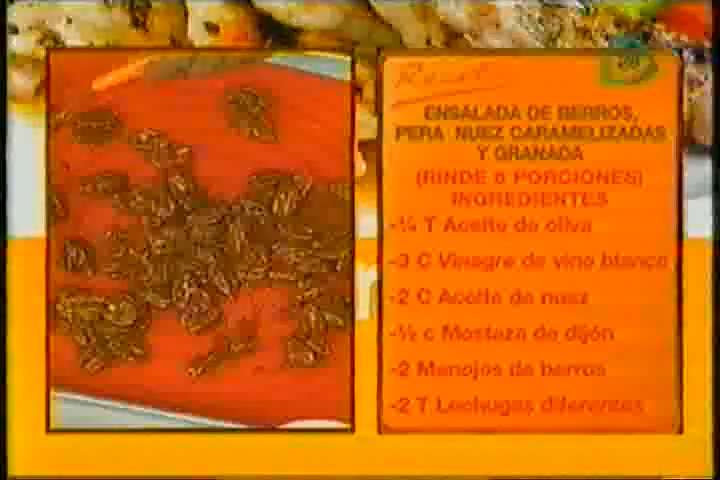 Receta
ENSALADA DE BERROS,
PERA, NUEZ CARAMELIZADAS
Y GRANADA
(RINDE 6 PORCIONES)
INGREDIENTES
-¼ T Aceite de oliva
-3 C Vinagre de vino blanco
-2 C Aceite de nuez
-½ c Mostaza de dijón
-2 Manojos de berros
-2 T Lechugas diferentes